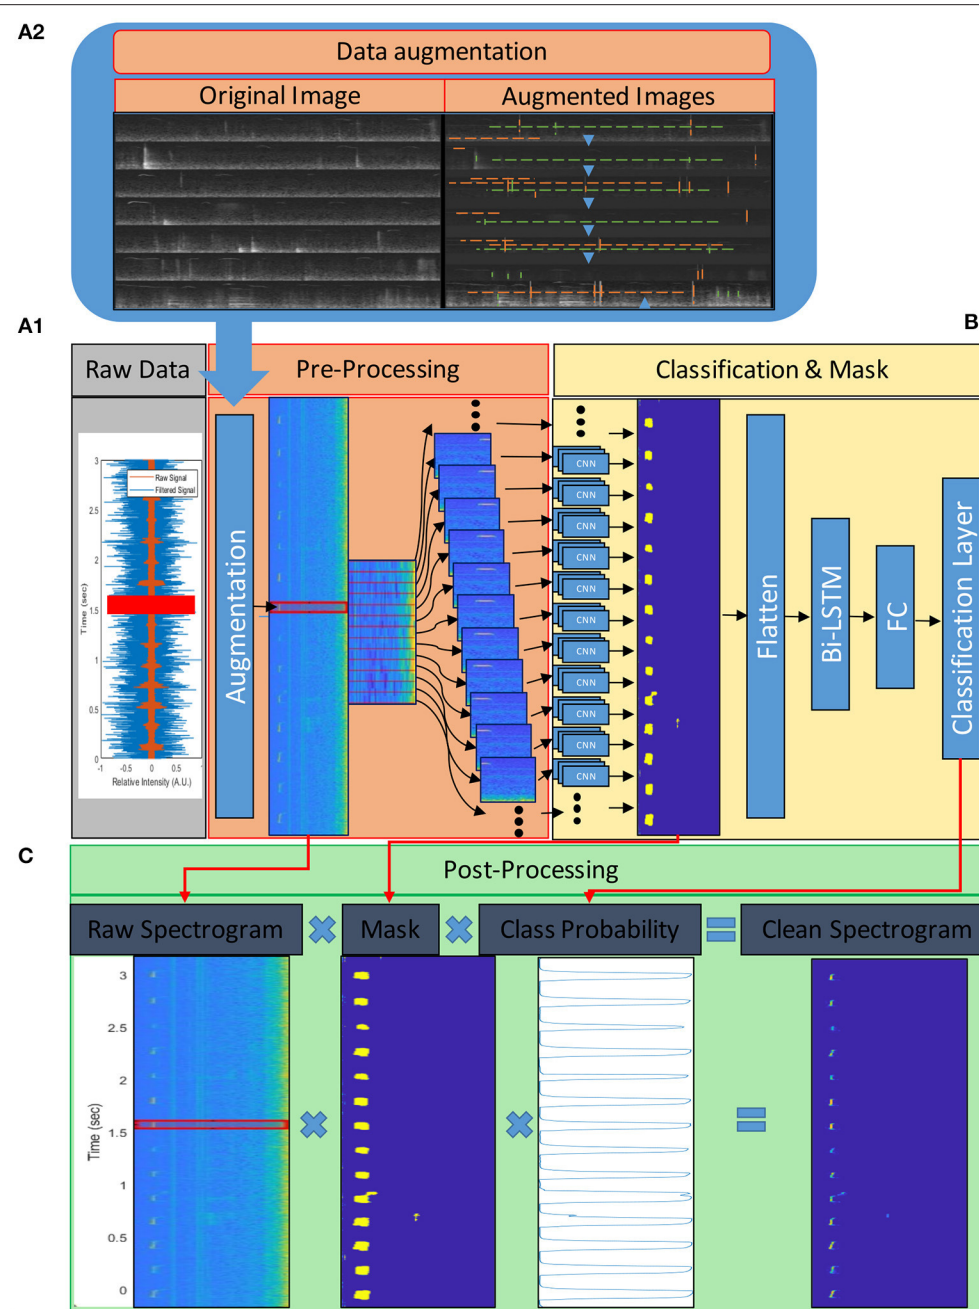 A2
Data augmentation
Original Image
Augmented Images
A1
B
Raw Data
Pre-Processing
Classification & Mask
Raw Signal
Filtered Signal
3
2.5
2
1.5
1
0.5
0
Time (sec)
-1 -0.5 0 0.5 1
Relative Intensity (A.U.)
Augmentation
CNN
CNN
CNN
CNN
CNN
CNN
CNN
CNN
CNN
CNN
CNN
Flatten
Bi-LSTM
FC
Classification Layer
C
Post-Processing
Raw Spectrogram
Mask
Class Probability
Clean Spectrogram
3
2.5
2
1.5
1
0.5
0
Time (sec)